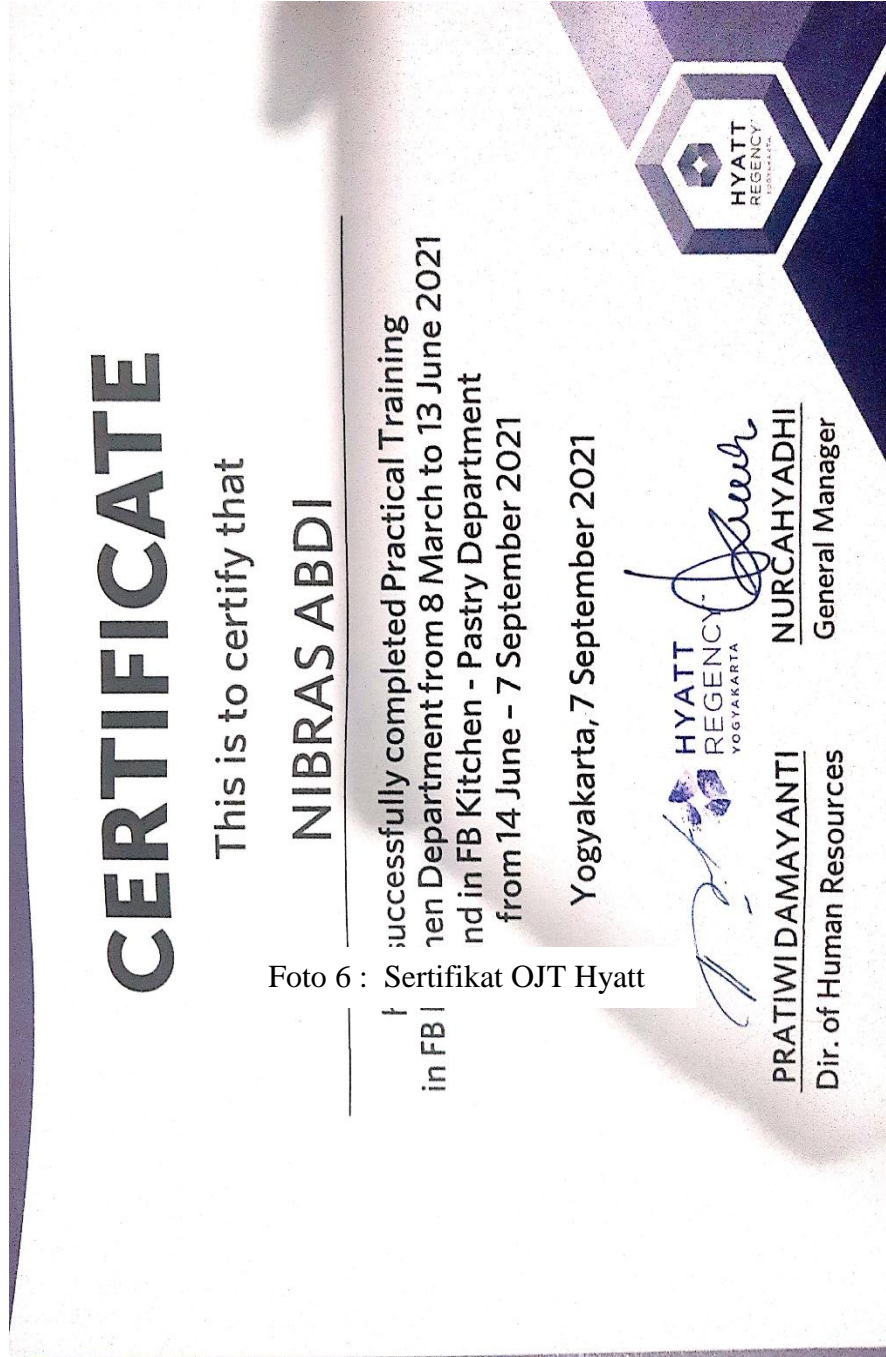 CERTIFICATE
This is to certify that
NIBRAS ABDI
successfully completed Practical Training
in FB Department from 8 March to 13 June 2021
in FB Kitchen - Pastry Department
from 14 June – 7 September 2021
Yogyakarta, 7 September 2021
HYATT
REGENCY
YOGYAKARTA
PRATIWI DAMAYANTI
Dir. of Human Resources
NURCAHYADHI
General Manager
HYATT
REGENCY
YOGYAKARTA
Foto 6 : Sertifikat OJT Hyatt